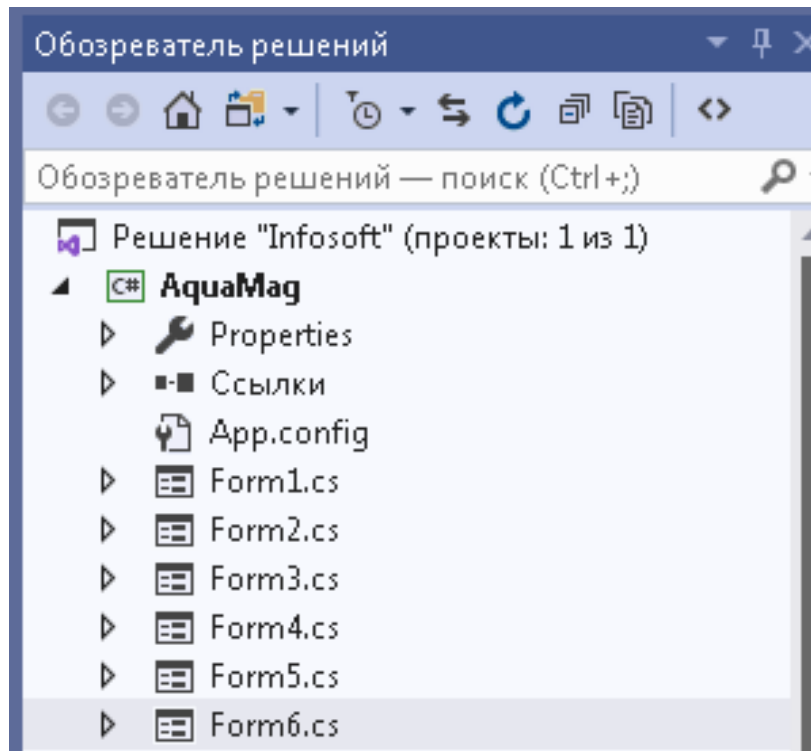 Обозреватель решений
Обозреватель решений — поиск (Ctrl+;)
Решение "Infosoft" (проекты: 1 из 1)
C# AquaMag
Properties
Ссылки
App.config
Form1.cs
Form2.cs
Form3.cs
Form4.cs
Form5.cs
Form6.cs